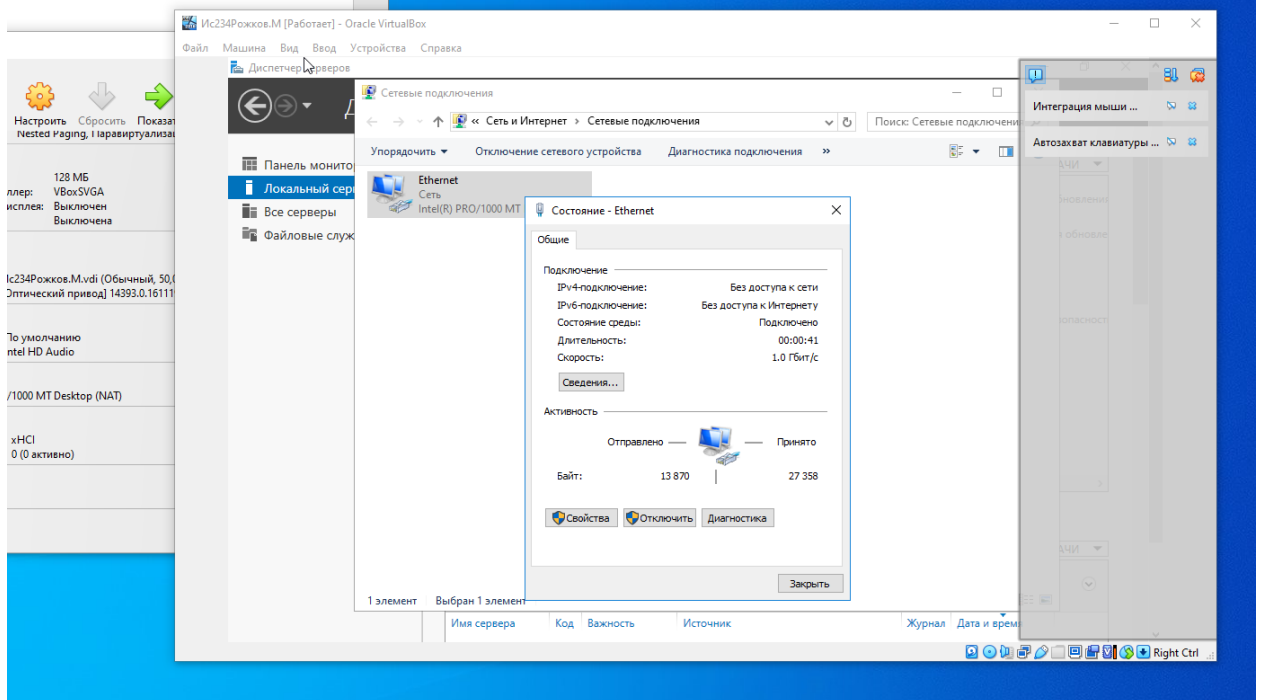 Ис234Рожков.М [Работает] - Oracle VirtualBox
Файл Машина Вид Ввод Устройства Справка
Настроить Сбросить
Nested Paging,
128 МБ
VBoxSVGA
Выключен
Выключена
Ис234Рожков.М.vdi (Обычный, 50,
Оптический привод] 14393.0.16111
По умолчанию
Intel HD Audio
/1000 MT Desktop (NAT)
xHCI
0 (0 активно)
Диспетчер серверов
Панель монито
Локальный сер
Все серверы
Файловые служ
Сетевые подключения
« Сеть и Интернет › Сетевые подключения
Поиск: Сетевые подключени
Упорядочить Отключение сетевого устройства Диагностика подключения »
Ethernet
Сеть
Intel(R) PRO/1000 MT
Состояние - Ethernet
Общие
Подключение
IPv4-подключение: Без доступа к сети
IPv6-подключение: Без доступа к Интернету
Состояние среды: Подключено
Длительность: 00:00:41
Скорость: 1.0 Гбит/с
Сведения...
Активность
Отправлено — — Принято
Байт: 13 870 27 358
Свойства Отключить Диагностика
Закрыть
1 элемент Выбран 1 элемент
Имя сервера Код Важность Источник Журнал Дата и врем
Интеграция мыши ...
Автозахват клавиатуры ...
Right Ctrl